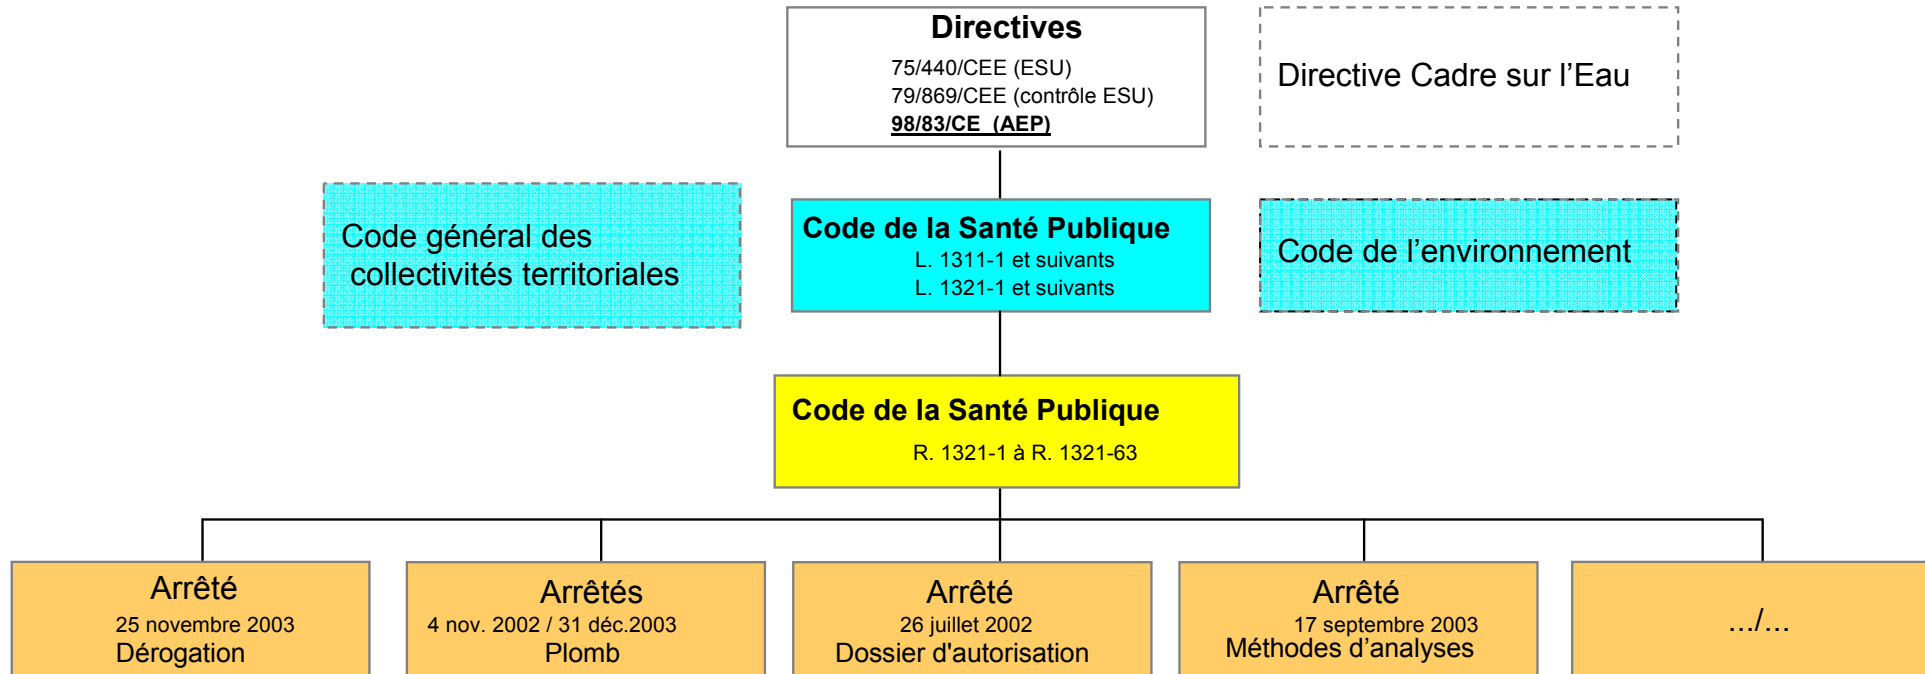 Directives
75/440/CEE (ESU)
79/869/CEE (contrôle ESU)
98/83/CE (AEP)
Directive Cadre sur l’Eau
Code général des
collectivités territoriales
Code de la Santé Publique
L. 1311-1 et suivants
L. 1321-1 et suivants
Code de l’environnement
Code de la Santé Publique
R. 1321-1 à R. 1321-63
Arrêté
25 novembre 2003
Dérogation
Arrêtés
4 nov. 2002 / 31 déc.2003
Plomb
Arrêté
26 juillet 2002
Dossier d'autorisation
Arrêté
17 septembre 2003
Méthodes d’analyses
.../...